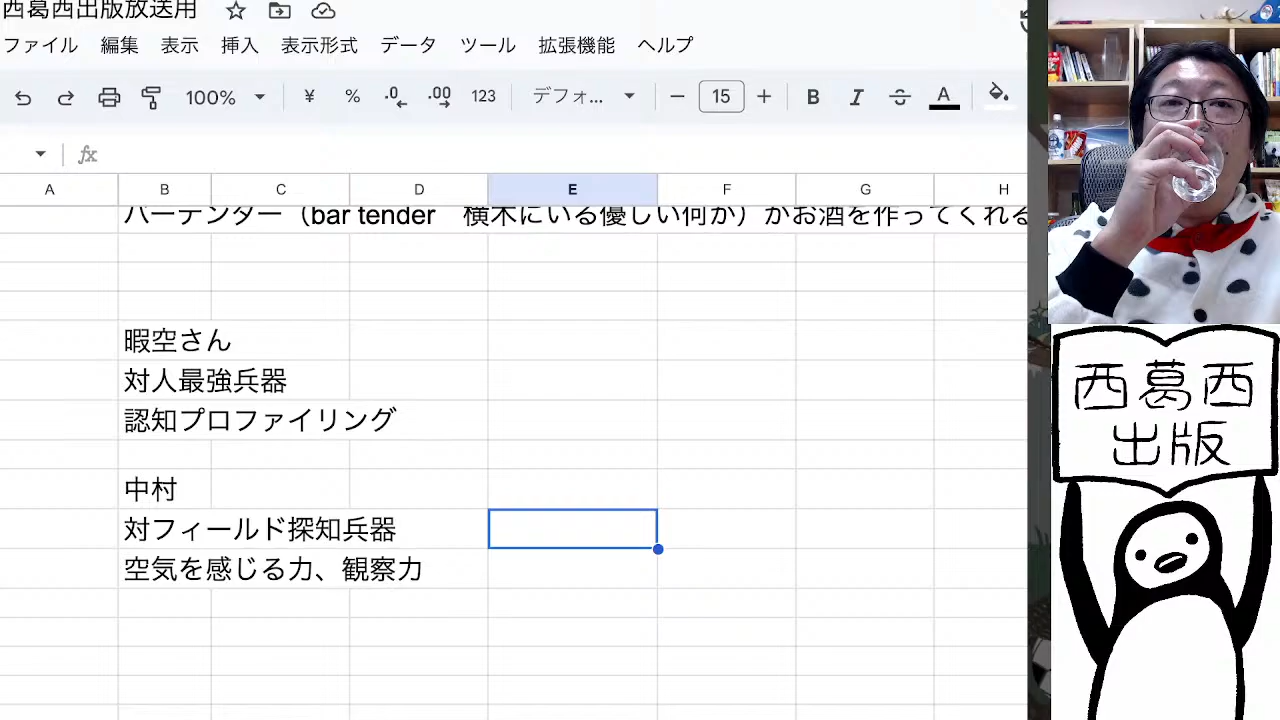 西葛西出版放送用
ファイル 編集 表示 挿入 表示形式 データ ツール 拡張機能 ヘルプ
100% ¥ % .0 .00 123 デフォ... 15 B I S A
fx
A B C D E F G H
バーテンダー（bar tender　横木にいる優しい何か）がお酒を作ってくれる
暇空さん
対人最強兵器
認知プロファイリング
中村
対フィールド探知兵器
空気を感じる力、観察力
西葛西
出版